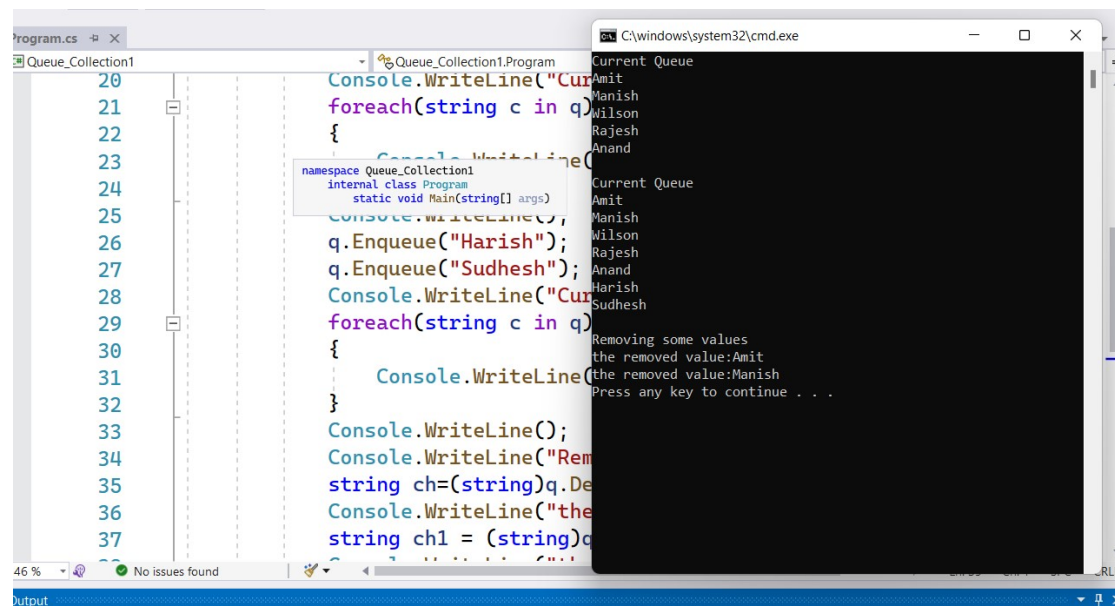 Program.cs
Queue_Collection1
Queue_Collection1.Program
20 Console.WriteLine("Cur
21 foreach(string c in q)
22 {
23 Console.WriteLine(
24
25 Console.WriteLine();
26 q.Enqueue("Harish");
27 q.Enqueue("Sudhesh");
28 Console.WriteLine("Cur
29 foreach(string c in q)
30 {
31 Console.WriteLine(
32 }
33 Console.WriteLine();
34 Console.WriteLine("Rem
35 string ch=(string)q.De
36 Console.WriteLine("the
37 string ch1 = (string)q
namespace Queue_Collection1
internal class Program
static void Main(string[] args)
46 %
No issues found
Output
C:\windows\system32\cmd.exe
Current Queue
Amit
Manish
Wilson
Rajesh
Anand
Current Queue
Amit
Manish
Wilson
Rajesh
Anand
Harish
Sudhesh
Removing some values
the removed value:Amit
the removed value:Manish
Press any key to continue . . .